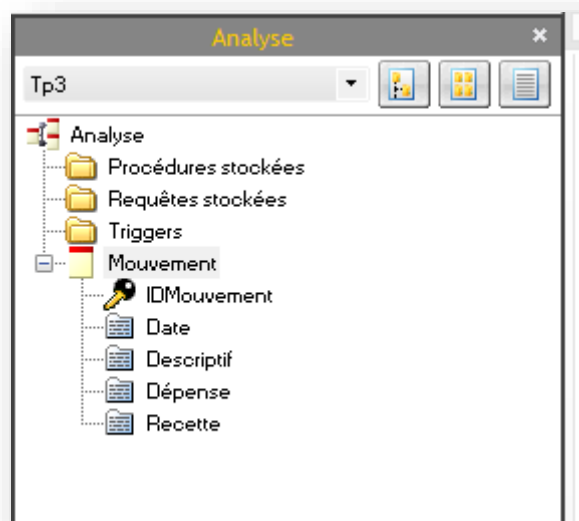 Analyse
Tp3
Analyse
Procédures stockées
Requêtes stockées
Triggers
Mouvement
IDMouvement
Date
Descriptif
Dépense
Recette